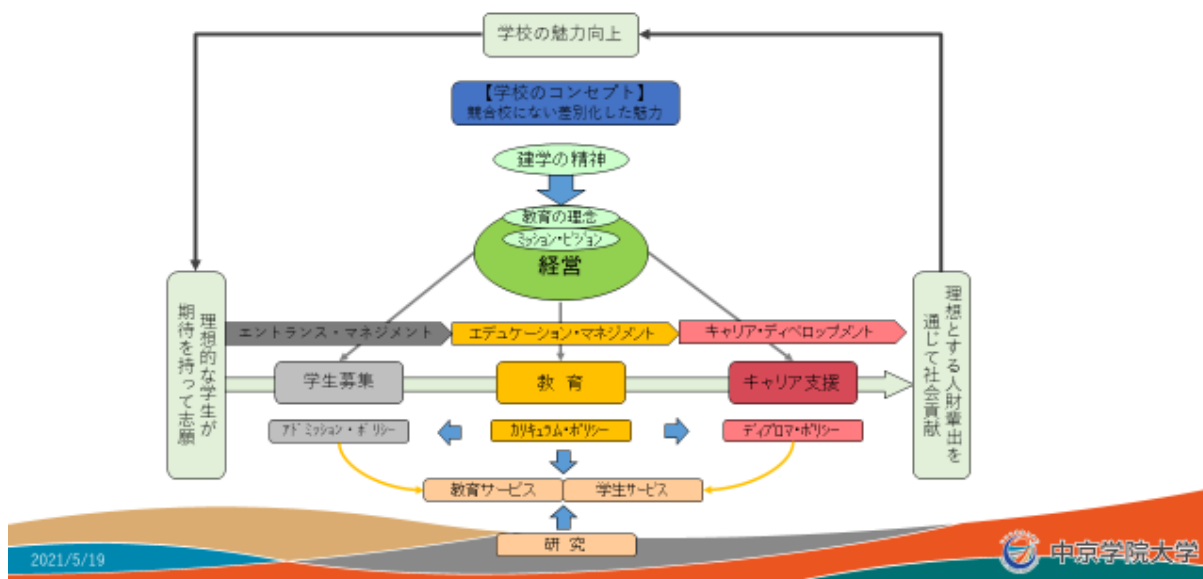 学校の魅力向上
【学校のコンセプト】
競合校にない差別化した魅力
建学の精神
教育の理念
ミッション・ビジョン
経営
理想的な学生が
期待を持って志願
エントランス・マネジメント
エデュケーション・マネジメント
キャリア・ディベロップメント
理想とする人財輩出を
通じて社会貢献
学生募集
教 育
キャリア支援
アドミッション・ポリシー
カリキュラム・ポリシー
ディプロマ・ポリシー
教育サービス
学生サービス
研 究
2021/5/19
中京学院大学